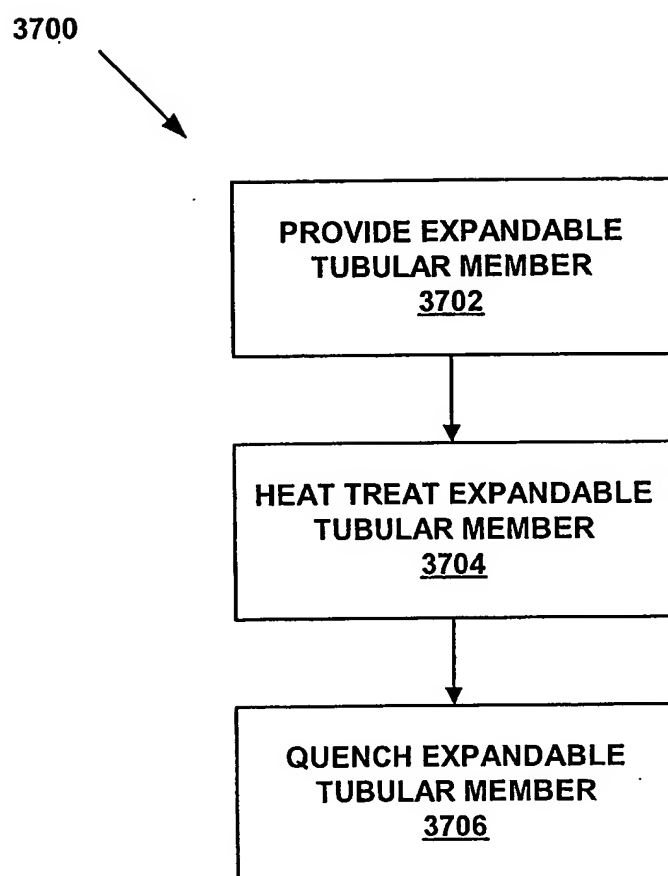 3700
PROVIDE EXPANDABLE
TUBULAR MEMBER
3702
HEAT TREAT EXPANDABLE
TUBULAR MEMBER
3704
QUENCH EXPANDABLE
TUBULAR MEMBER
3706